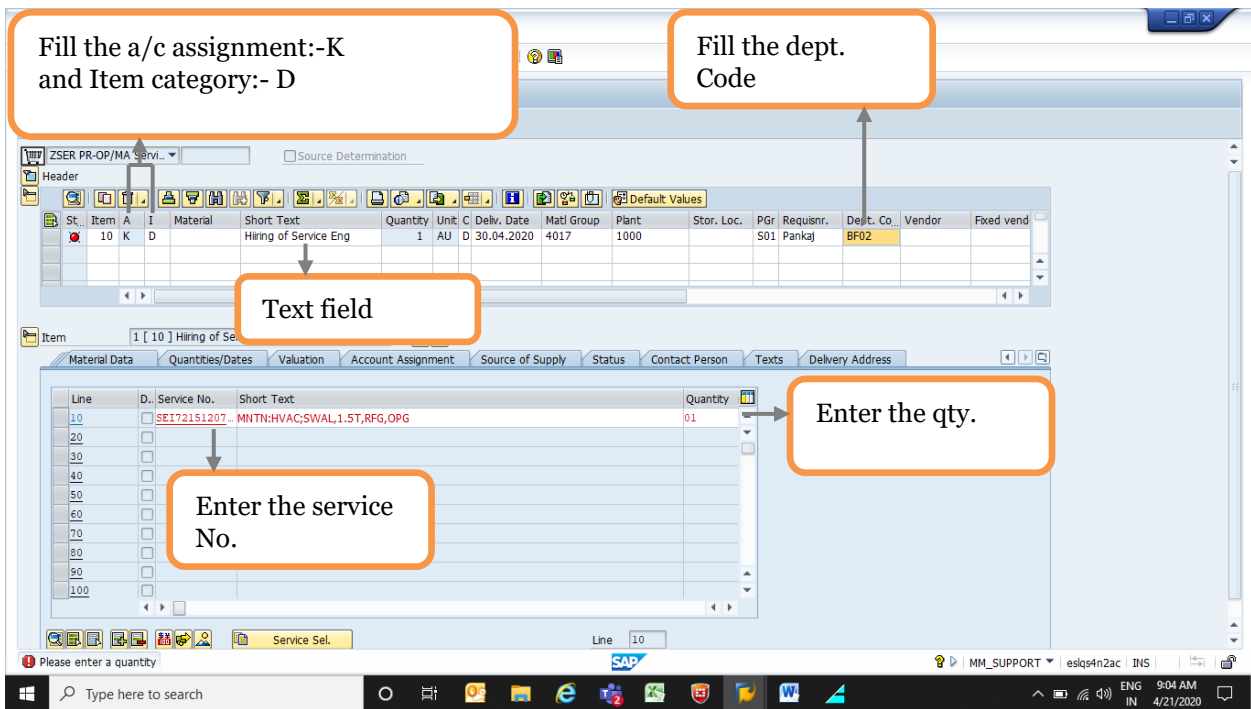 Fill the a/c assignment:-K
and Item category:- D
Fill the dept.
Code
ZSER PR-OP/MA Servi..
Source Determination
Header
Default Values
St.. Item A I Material Short Text Quantity Unit C Deliv. Date Matl Group Plant Stor. Loc. PGr Requisnr. Dept. Co.. Vendor Fixed vend
10 K D Hiring of Service Eng 1 AU D 30.04.2020 4017 1000 S01 Pankaj BF02
Text field
Item 1 [ 10 ] Hiring of Se
Material Data Quantities/Dates Valuation Account Assignment Source of Supply Status Contact Person Texts Delivery Address
Line D.. Service No. Short Text Quantity
10 SEI72151207... MNTN:HVAC;SWAL,1.5T,RFG,OPG 01
Enter the qty.
20
30
40
50
Enter the service
No.
60
70
80
90
100
Service Sel. Line 10
Please enter a quantity SAP MM_SUPPORT eslqs4n2ac INS
Type here to search ENG 9:04 AM
IN 4/21/2020